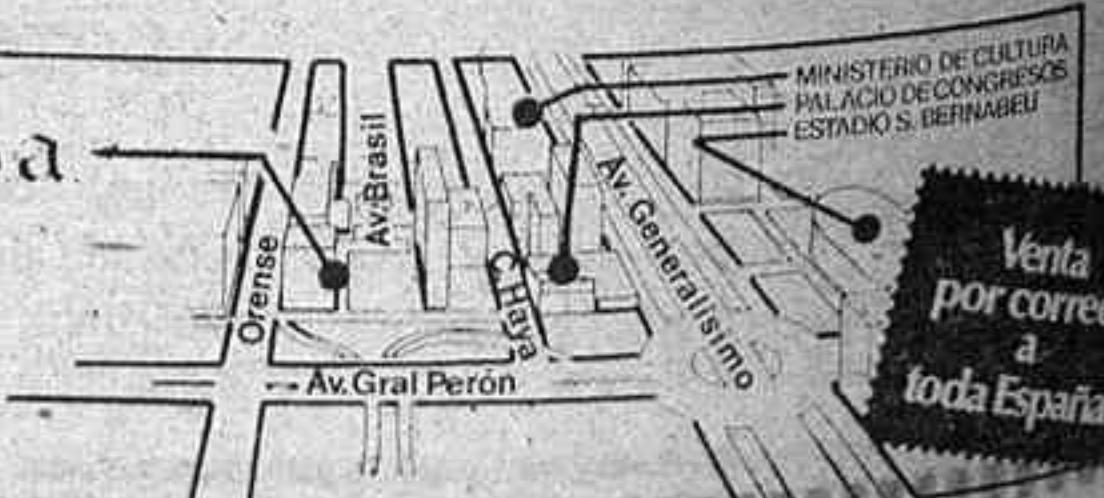 MINISTERIO DE CULTURA
PALACIO DE CONGRESOS
ESTADIO S. BERNABEU
Orense
Av. Brasil
C. Haya
Av. Generalísimo
Av. Gral Perón
Venta
por
a
toda España